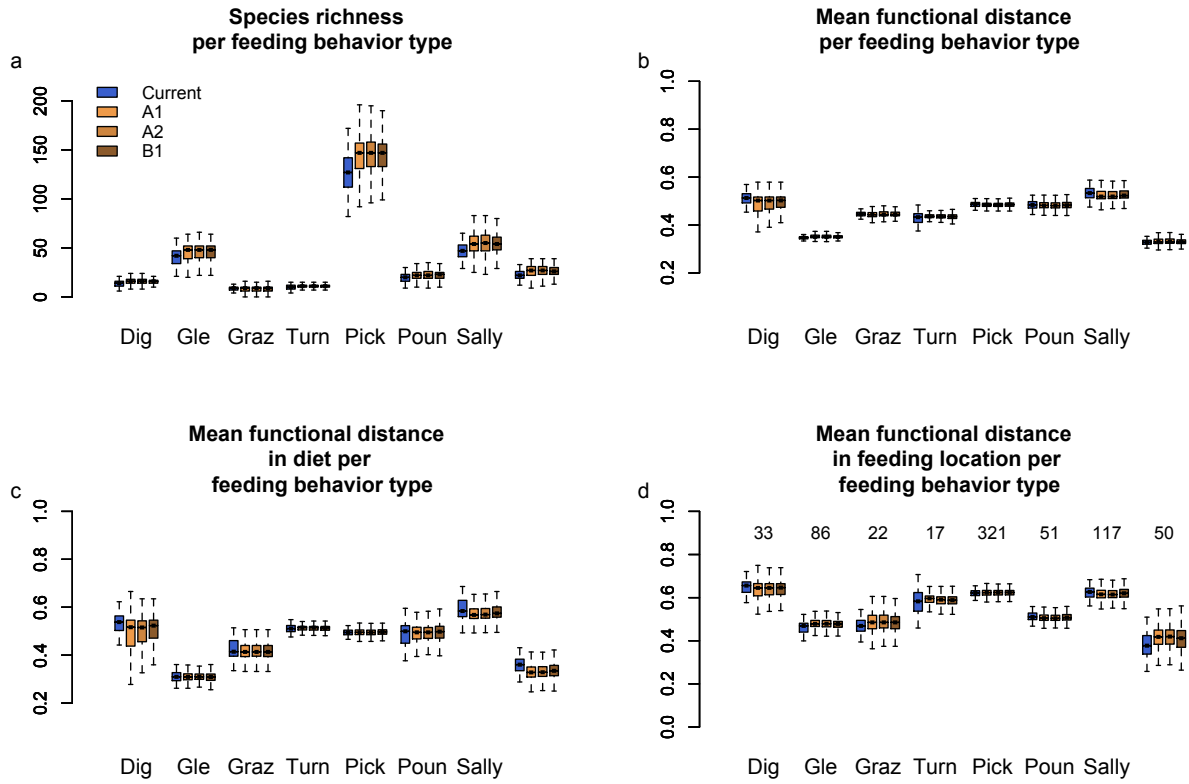 Species richness
per feeding behavior type
Mean functional distance
per feeding behavior type
a
b
Current
A1
A2
B1
200
150
100
50
0
1.0
0.8
0.6
0.4
0.2
Dig Gle Graz Turn Pick Poun Sally
Dig Gle Graz Turn Pick Poun Sally
Mean functional distance
in diet per
feeding behavior type
Mean functional distance
in feeding location per
feeding behavior type
c
d
1.0
0.8
0.6
0.4
0.2
1.0
0.8
0.6
0.4
0.2
33 86 22 17 321 51 117 50
Dig Gle Graz Turn Pick Poun Sally
Dig Gle Graz Turn Pick Poun Sally